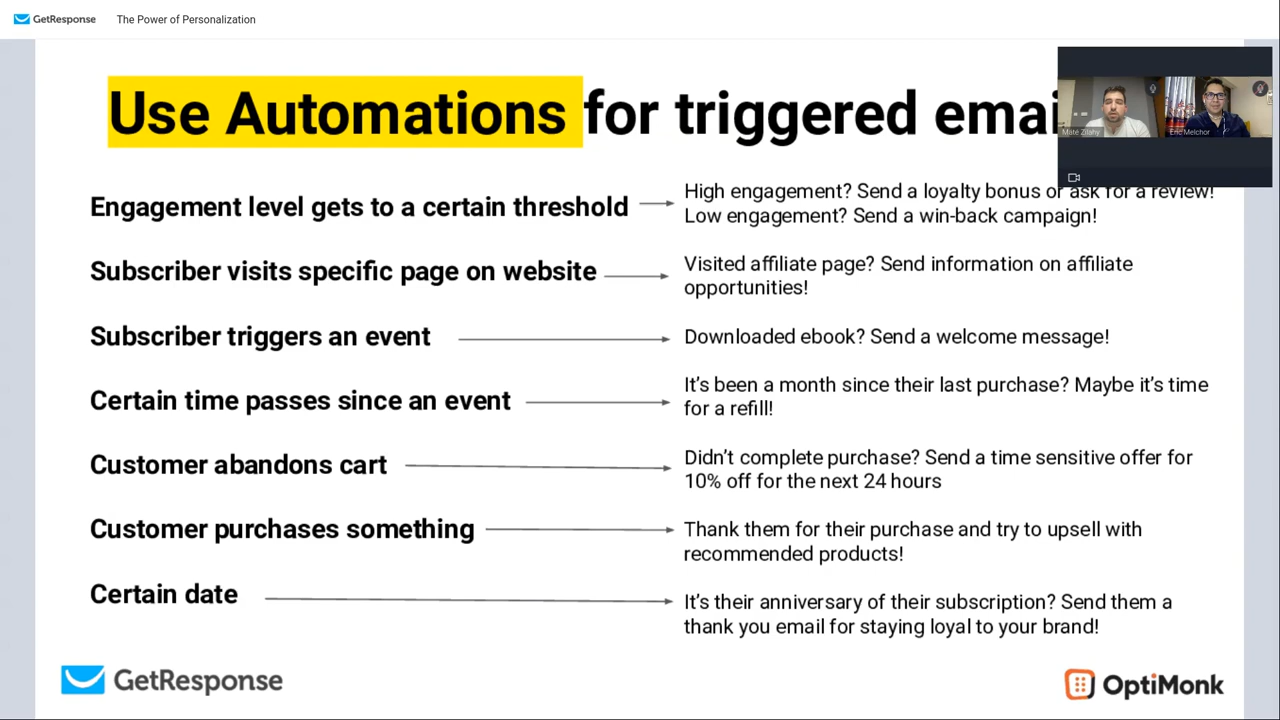 GetResponse The Power of Personalization
Use Automations for triggered emai
Máté Zilahy Eric Melchor
Engagement level gets to a certain threshold
High engagement? Send a loyalty bonus or ask for a review!
Low engagement? Send a win-back campaign!
Subscriber visits specific page on website
Visited affiliate page? Send information on affiliate
opportunities!
Subscriber triggers an event
Downloaded ebook? Send a welcome message!
Certain time passes since an event
It’s been a month since their last purchase? Maybe it’s time
for a refill!
Customer abandons cart
Didn’t complete purchase? Send a time sensitive offer for
10% off for the next 24 hours
Customer purchases something
Thank them for their purchase and try to upsell with
recommended products!
Certain date
It’s their anniversary of their subscription? Send them a
thank you email for staying loyal to your brand!
GetResponse
OptiMonk